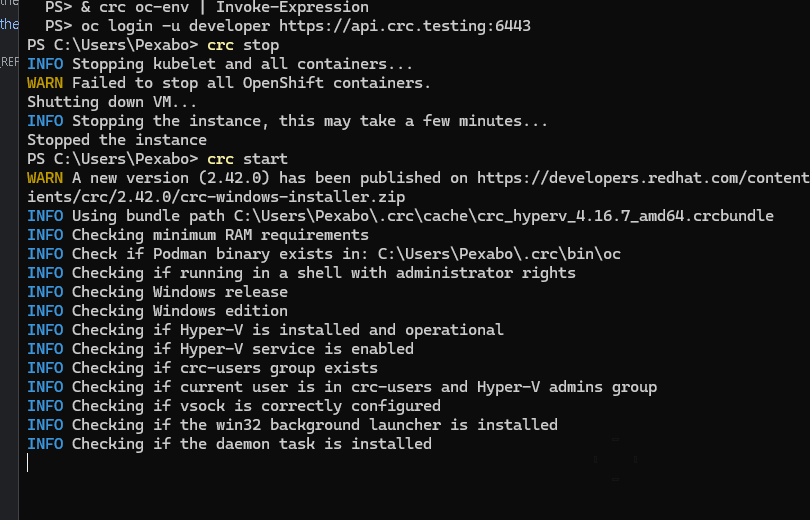 the
PS> & crc oc-env | Invoke-Expression
the
PS> oc login -u developer https://api.crc.testing:6443
PS C:\Users\Pexabo> crc stop
_REF
INFO Stopping kubelet and all containers...
WARN Failed to stop all OpenShift containers.
Shutting down VM...
INFO Stopping the instance, this may take a few minutes...
Stopped the instance
PS C:\Users\Pexabo> crc start
WARN A new version (2.42.0) has been published on https://developers.redhat.com/content
ients/crc/2.42.0/crc-windows-installer.zip
INFO Using bundle path C:\Users\Pexabo\.crc\cache\crc_hyperv_4.16.7_amd64.crcbundle
INFO Checking minimum RAM requirements
INFO Check if Podman binary exists in: C:\Users\Pexabo\.crc\bin\oc
INFO Checking if running in a shell with administrator rights
INFO Checking Windows release
INFO Checking Windows edition
INFO Checking if Hyper-V is installed and operational
INFO Checking if Hyper-V service is enabled
INFO Checking if crc-users group exists
INFO Checking if current user is in crc-users and Hyper-V admins group
INFO Checking if vsock is correctly configured
INFO Checking if the win32 background launcher is installed
INFO Checking if the daemon task is installed